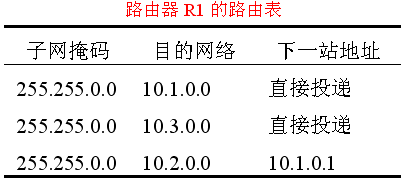 路由器 R1 的路由表
子网掩码 目的网络 下一站地址
255.255.0.0 10.1.0.0 直接投递
255.255.0.0 10.3.0.0 直接投递
255.255.0.0 10.2.0.0 10.1.0.1